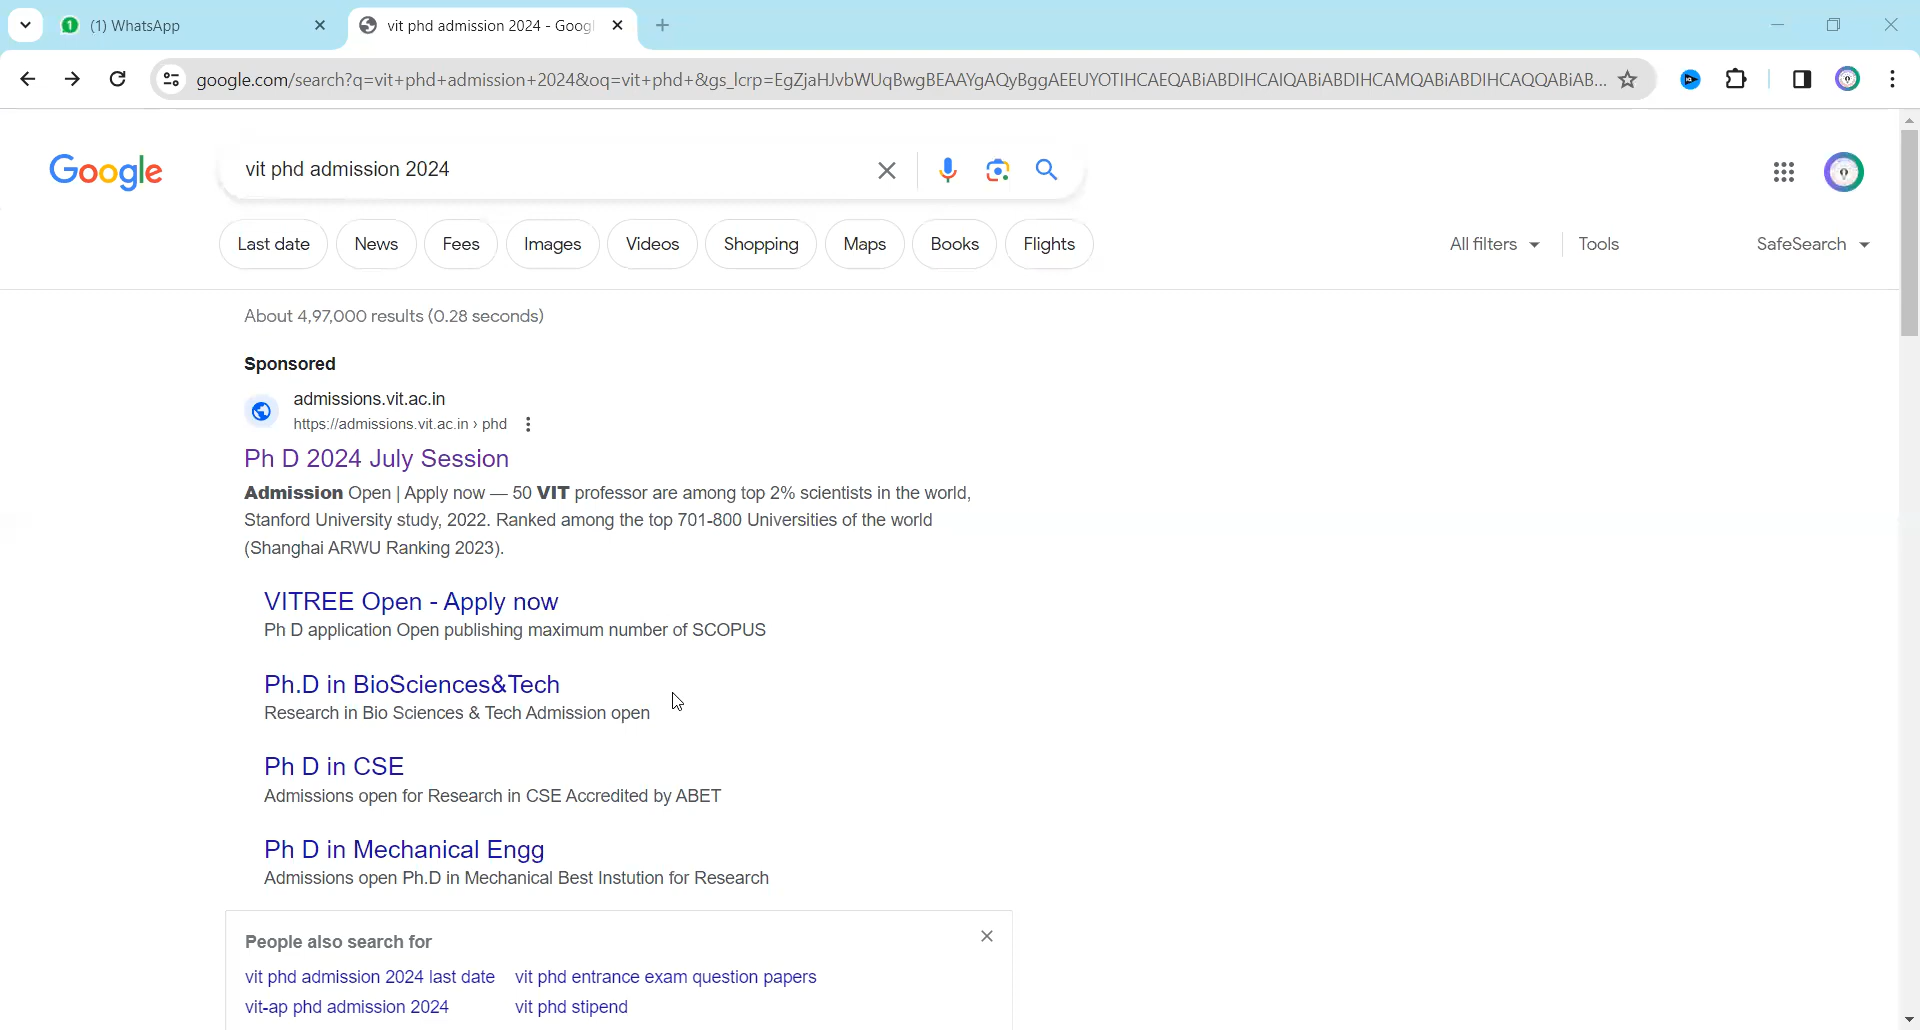 (1) WhatsApp
vit phd admission 2024 - Goog
google.com/search?q=vit+phd+admission+2024&oq=vit+phd+&gs_lcrp=EgZjaHJvbWUqBwgBEAAYgAQyBggAEEUYOTIHCAEQABiABDIHCAIQABiABDIHCAMQABiABDIHCAQQABiAB...
Google
vit phd admission 2024
Last date News Fees Images Videos Shopping Maps Books Flights All filters Tools SafeSearch
About 4,97,000 results (0.28 seconds)
Sponsored
admissions.vit.ac.in
https://admissions.vit.ac.in › phd
Ph D 2024 July Session
Admission Open | Apply now — 50 VIT professor are among top 2% scientists in the world,
Stanford University study, 2022. Ranked among the top 701-800 Universities of the world
(Shanghai ARWU Ranking 2023).
VITREE Open - Apply now
Ph D application Open publishing maximum number of SCOPUS
Ph.D in BioSciences&Tech
Research in Bio Sciences & Tech Admission open
Ph D in CSE
Admissions open for Research in CSE Accredited by ABET
Ph D in Mechanical Engg
Admissions open Ph.D in Mechanical Best Instution for Research
People also search for
vit phd admission 2024 last date vit phd entrance exam question papers
vit-ap phd admission 2024 vit phd stipend